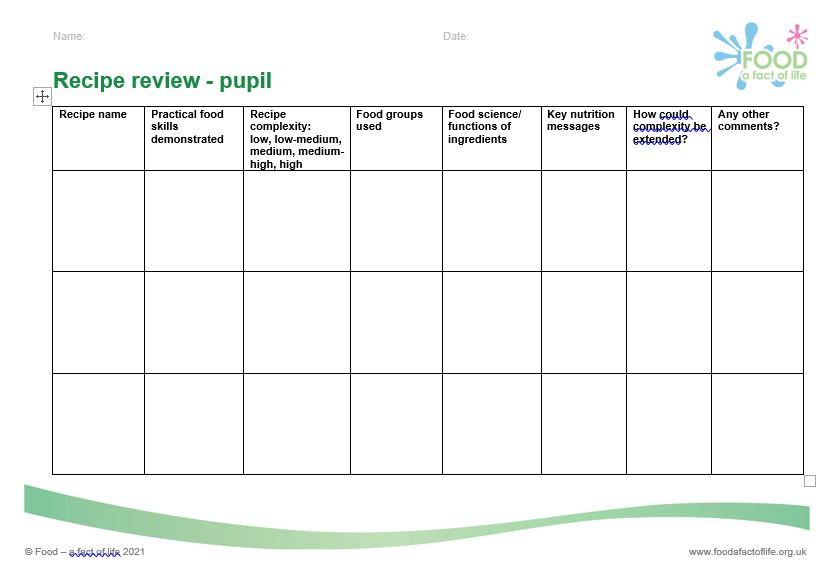 Name:
Date:
FOOD
a fact of life
Recipe review - pupil
Recipe name
Practical food
skills
demonstrated
Recipe
complexity:
low, low-medium,
medium, medium-
high, high
Food groups
used
Food science/
functions of
ingredients
Key nutrition
messages
How could
complexity be
extended?
Any other
comments?
© Food – a fact of life 2021
www.foodafactoflife.org.uk